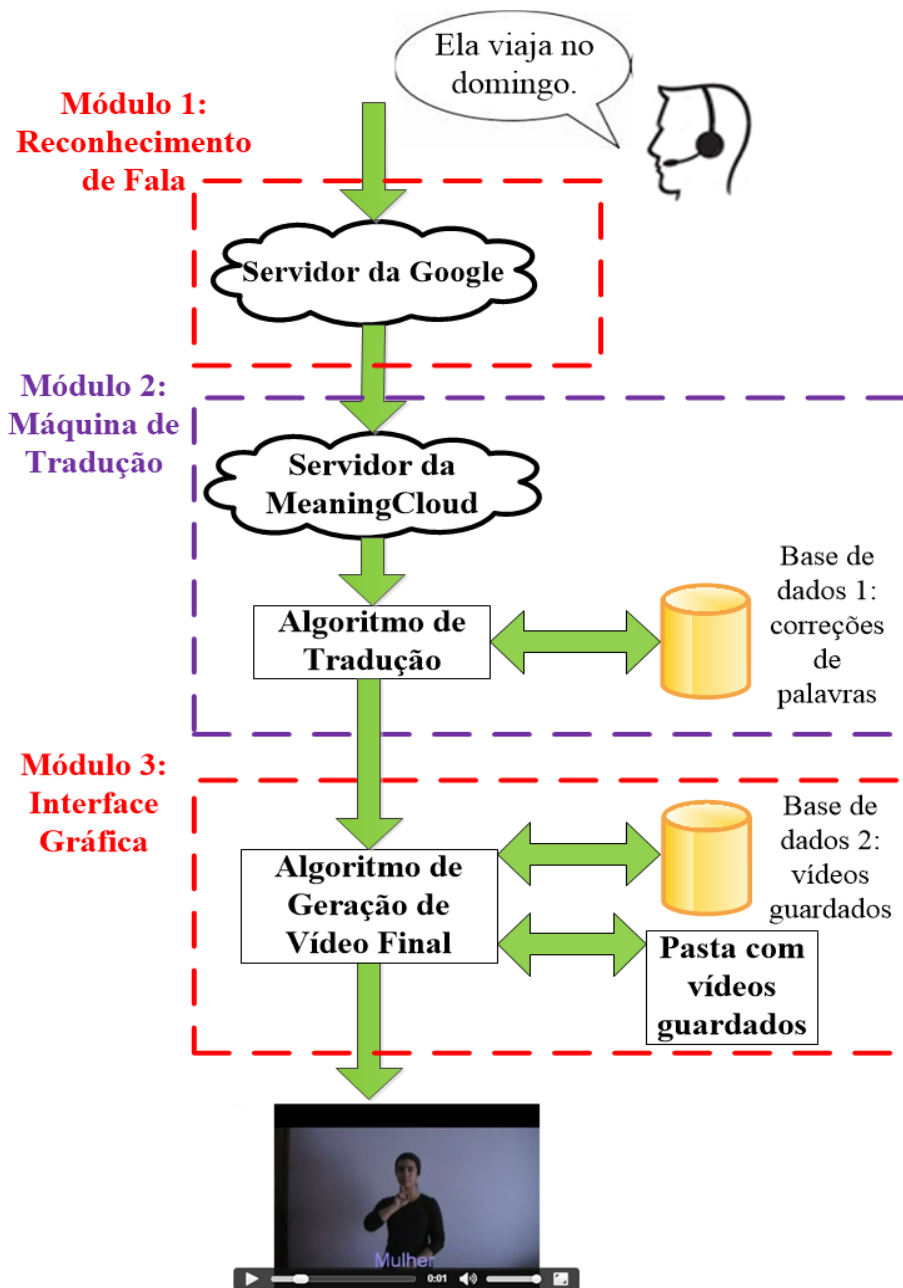 Ela viaja no
domingo.
Módulo 1:
Reconhecimento
de Fala
Servidor da Google
Módulo 2:
Máquina de
Tradução
Servidor da
MeaningCloud
Algoritmo de
Tradução
Base de
dados 1:
correções
de
palavras
Módulo 3:
Interface
Gráfica
Algoritmo de
Geração de
Vídeo Final
Base de
dados 2:
vídeos
guardados
Pasta com
vídeos
guardados
Mulher
0:01